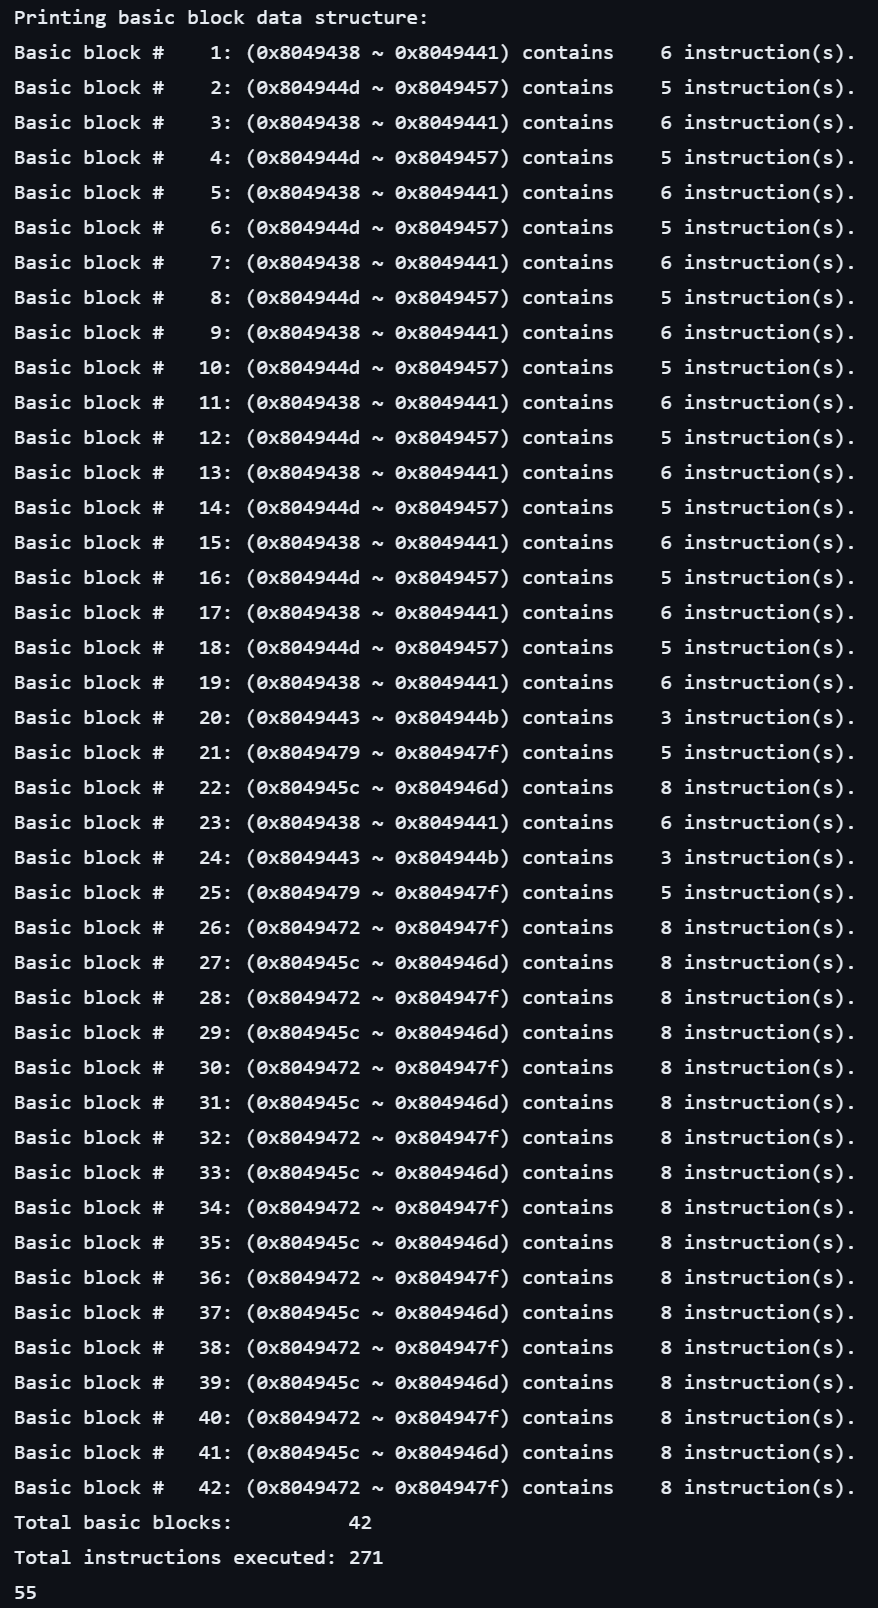 Printing basic block data structure:
Basic block #    1: (0x8049438 ~ 0x8049441) contains    6 instruction(s).
Basic block #    2: (0x804944d ~ 0x8049457) contains    5 instruction(s).
Basic block #    3: (0x8049438 ~ 0x8049441) contains    6 instruction(s).
Basic block #    4: (0x804944d ~ 0x8049457) contains    5 instruction(s).
Basic block #    5: (0x8049438 ~ 0x8049441) contains    6 instruction(s).
Basic block #    6: (0x804944d ~ 0x8049457) contains    5 instruction(s).
Basic block #    7: (0x8049438 ~ 0x8049441) contains    6 instruction(s).
Basic block #    8: (0x804944d ~ 0x8049457) contains    5 instruction(s).
Basic block #    9: (0x8049438 ~ 0x8049441) contains    6 instruction(s).
Basic block #   10: (0x804944d ~ 0x8049457) contains    5 instruction(s).
Basic block #   11: (0x8049438 ~ 0x8049441) contains    6 instruction(s).
Basic block #   12: (0x804944d ~ 0x8049457) contains    5 instruction(s).
Basic block #   13: (0x8049438 ~ 0x8049441) contains    6 instruction(s).
Basic block #   14: (0x804944d ~ 0x8049457) contains    5 instruction(s).
Basic block #   15: (0x8049438 ~ 0x8049441) contains    6 instruction(s).
Basic block #   16: (0x804944d ~ 0x8049457) contains    5 instruction(s).
Basic block #   17: (0x8049438 ~ 0x8049441) contains    6 instruction(s).
Basic block #   18: (0x804944d ~ 0x8049457) contains    5 instruction(s).
Basic block #   19: (0x8049438 ~ 0x8049441) contains    6 instruction(s).
Basic block #   20: (0x8049443 ~ 0x804944b) contains    3 instruction(s).
Basic block #   21: (0x8049479 ~ 0x804947f) contains    5 instruction(s).
Basic block #   22: (0x804945c ~ 0x804946d) contains    8 instruction(s).
Basic block #   23: (0x8049438 ~ 0x8049441) contains    6 instruction(s).
Basic block #   24: (0x8049443 ~ 0x804944b) contains    3 instruction(s).
Basic block #   25: (0x8049479 ~ 0x804947f) contains    5 instruction(s).
Basic block #   26: (0x8049472 ~ 0x804947f) contains    8 instruction(s).
Basic block #   27: (0x804945c ~ 0x804946d) contains    8 instruction(s).
Basic block #   28: (0x8049472 ~ 0x804947f) contains    8 instruction(s).
Basic block #   29: (0x804945c ~ 0x804946d) contains    8 instruction(s).
Basic block #   30: (0x8049472 ~ 0x804947f) contains    8 instruction(s).
Basic block #   31: (0x804945c ~ 0x804946d) contains    8 instruction(s).
Basic block #   32: (0x8049472 ~ 0x804947f) contains    8 instruction(s).
Basic block #   33: (0x804945c ~ 0x804946d) contains    8 instruction(s).
Basic block #   34: (0x8049472 ~ 0x804947f) contains    8 instruction(s).
Basic block #   35: (0x804945c ~ 0x804946d) contains    8 instruction(s).
Basic block #   36: (0x8049472 ~ 0x804947f) contains    8 instruction(s).
Basic block #   37: (0x804945c ~ 0x804946d) contains    8 instruction(s).
Basic block #   38: (0x8049472 ~ 0x804947f) contains    8 instruction(s).
Basic block #   39: (0x804945c ~ 0x804946d) contains    8 instruction(s).
Basic block #   40: (0x8049472 ~ 0x804947f) contains    8 instruction(s).
Basic block #   41: (0x804945c ~ 0x804946d) contains    8 instruction(s).
Basic block #   42: (0x8049472 ~ 0x804947f) contains    8 instruction(s).
Total basic blocks:          42
Total instructions executed: 271
55